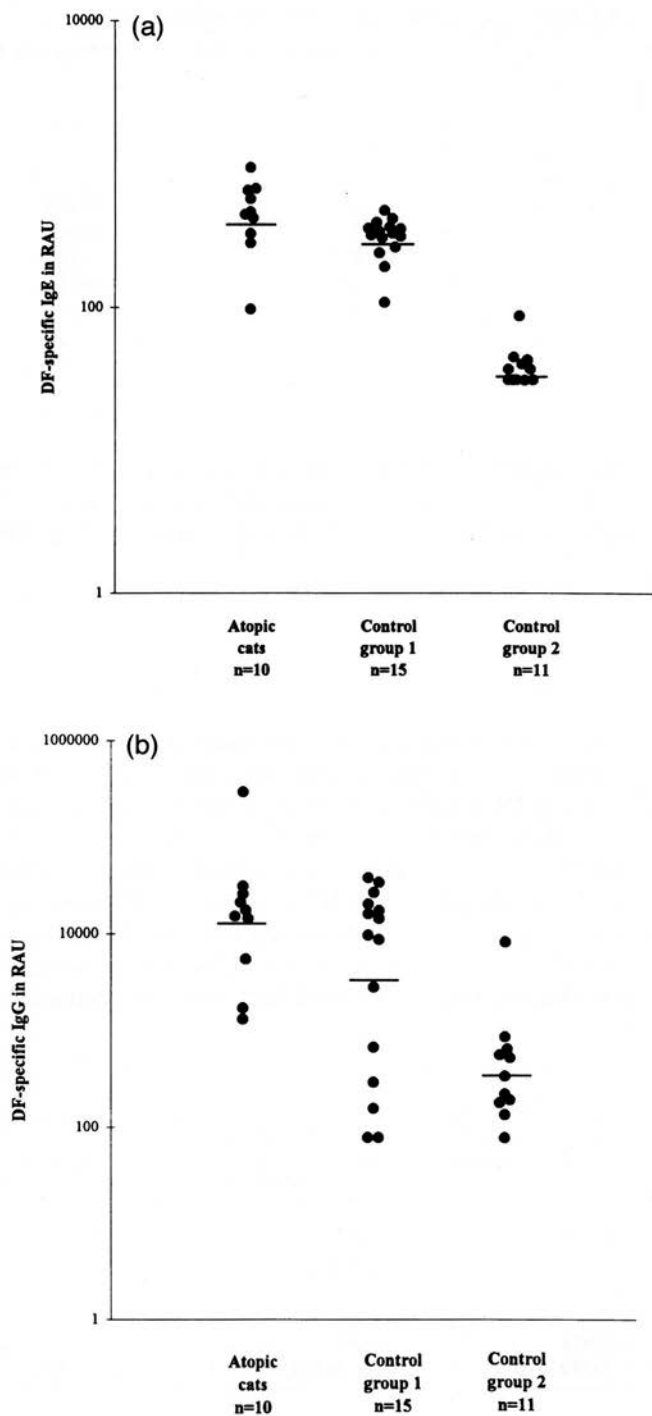 (a)
10000
100
1
DF-specific IgE in RAU
Atopic
cats
n=10
Control
group 1
n=15
Control
group 2
n=11
(b)
1000000
10000
100
1
DF-specific IgG in RAU
Atopic
cats
n=10
Control
group 1
n=15
Control
group 2
n=11